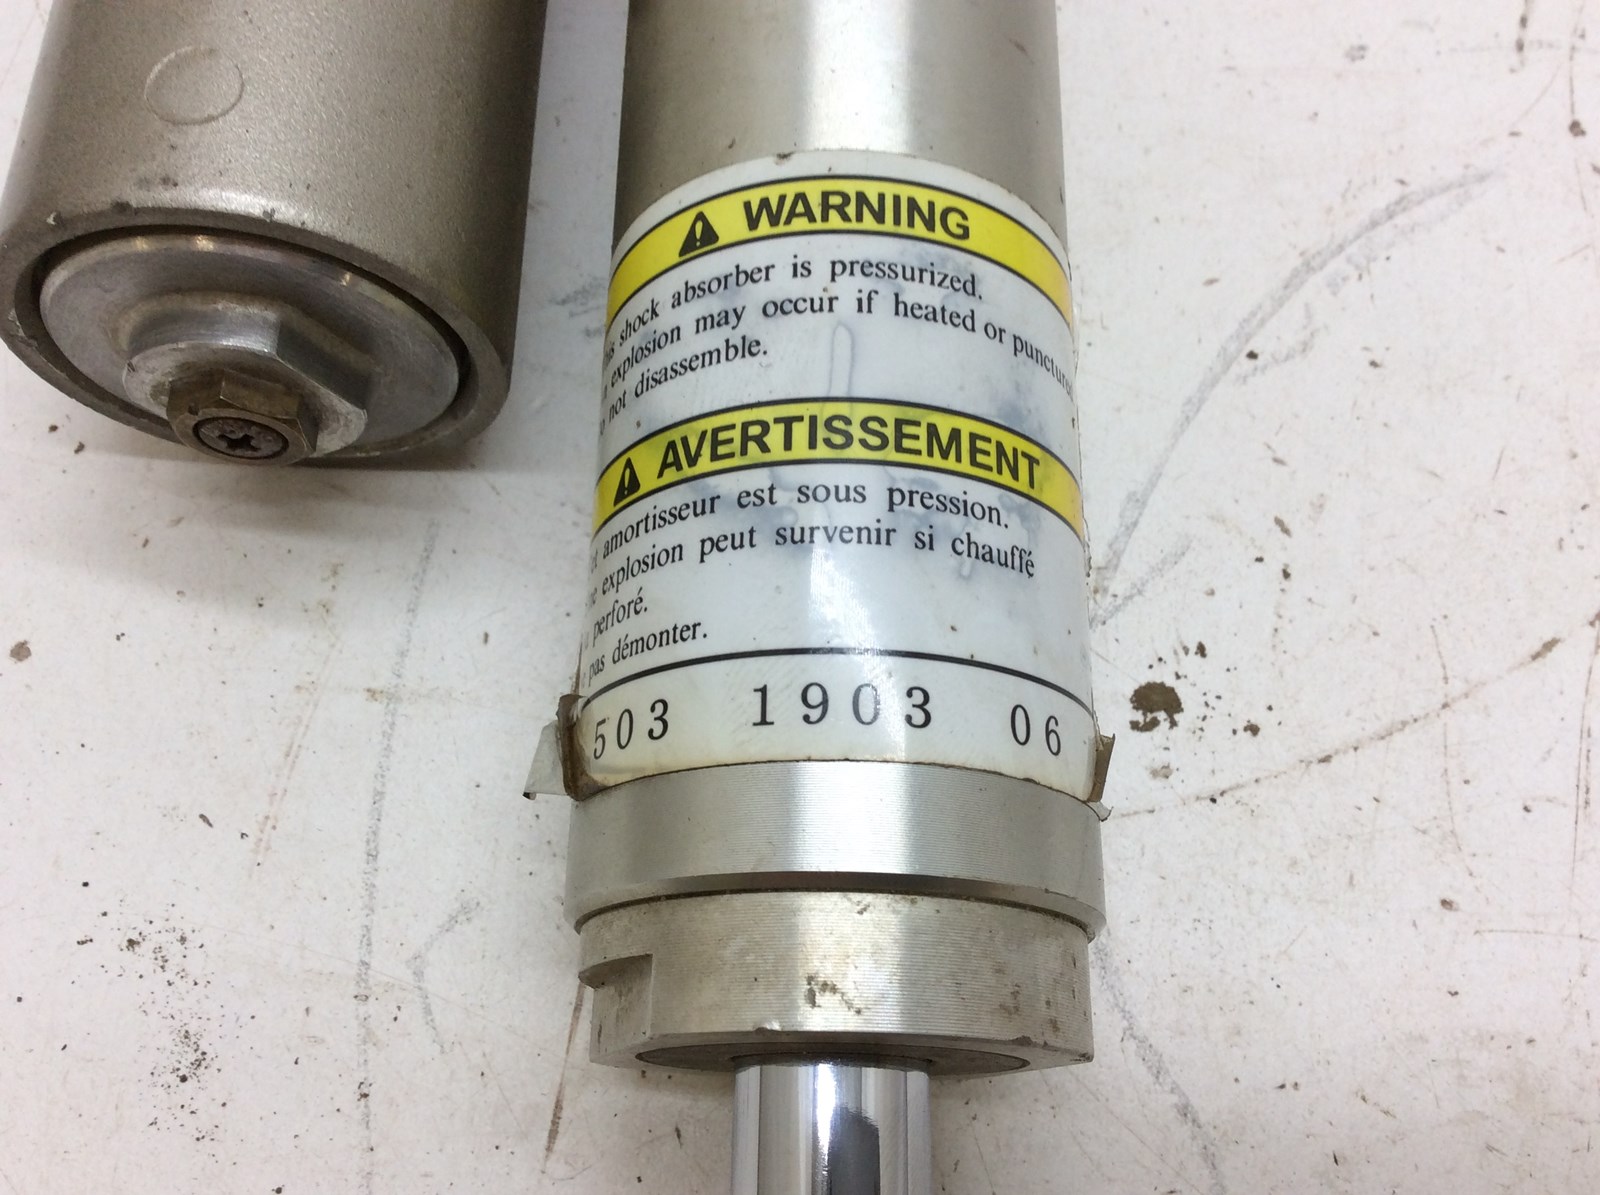 WARNING
shock absorber is pressurized.
explosion may occur if heated or
not disassemble.
AVERTISSEMENT
amortisseur est sous pression.
explosion peut survenir si chauffé
perforé.
pas démonter.
503 1903 06